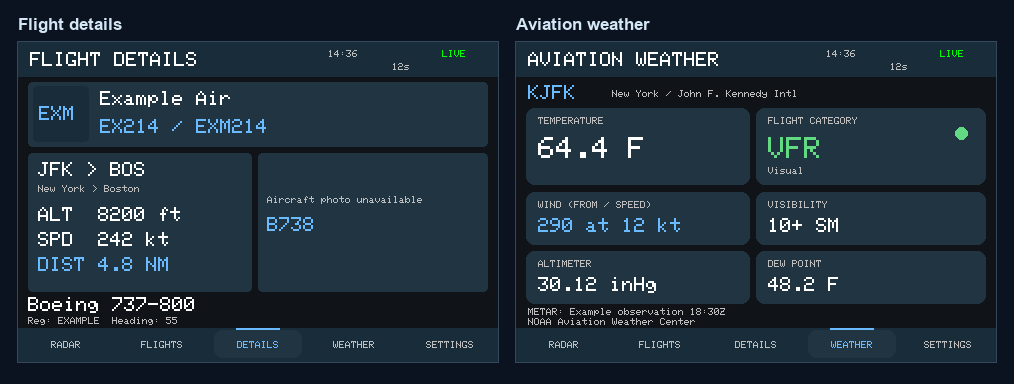 Flight details
FLIGHT DETAILS
14:36
12s
LIVE
EXM
Example Air
EX214 / EXM214
JFK > BOS
New York > Boston
ALT 8200 ft
SPD 242 kt
DIST 4.8 NM
Aircraft photo unavailable
B738
Boeing 737-800
Reg: EXAMPLE Heading: 55
RADAR
FLIGHTS
DETAILS
WEATHER
SETTINGS
Aviation weather
AVIATION WEATHER
14:36
12s
LIVE
KJFK
New York / John F. Kennedy Intl
TEMPERATURE
64.4 F
FLIGHT CATEGORY
VFR
Visual
WIND (FROM / SPEED)
290 at 12 kt
VISIBILITY
10+ SM
ALTIMETER
30.12 inHg
DEW POINT
48.2 F
METAR: Example observation 18:30Z
NOAA Aviation Weather Center
RADAR
FLIGHTS
DETAILS
WEATHER
SETTINGS